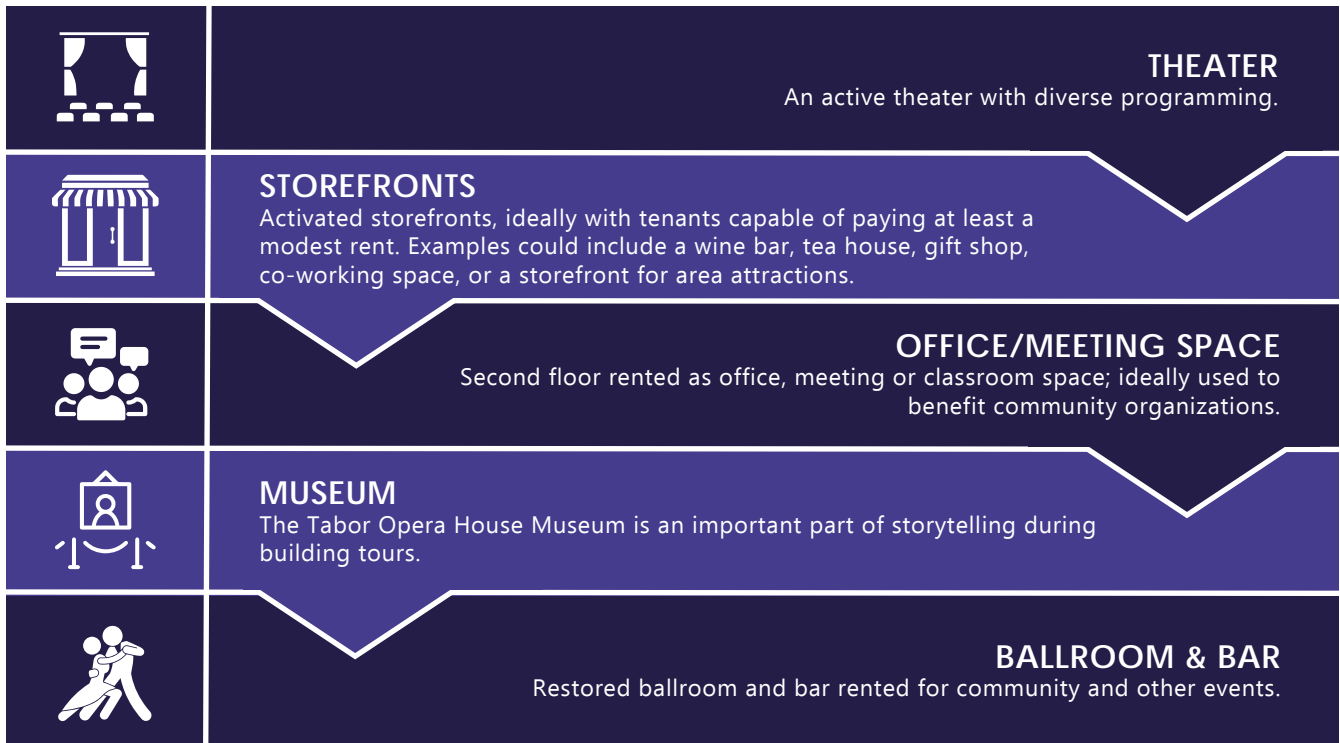 THEATER
An active theater with diverse programming.
STOREFRONTS
Activated storefronts, ideally with tenants capable of paying at least a
modest rent. Examples could include a wine bar, tea house, gift shop,
co-working space, or a storefront for area attractions.
OFFICE/MEETING SPACE
Second floor rented as office, meeting or classroom space; ideally used to
benefit community organizations.
MUSEUM
The Tabor Opera House Museum is an important part of storytelling during
building tours.
BALLROOM & BAR
Restored ballroom and bar rented for community and other events.